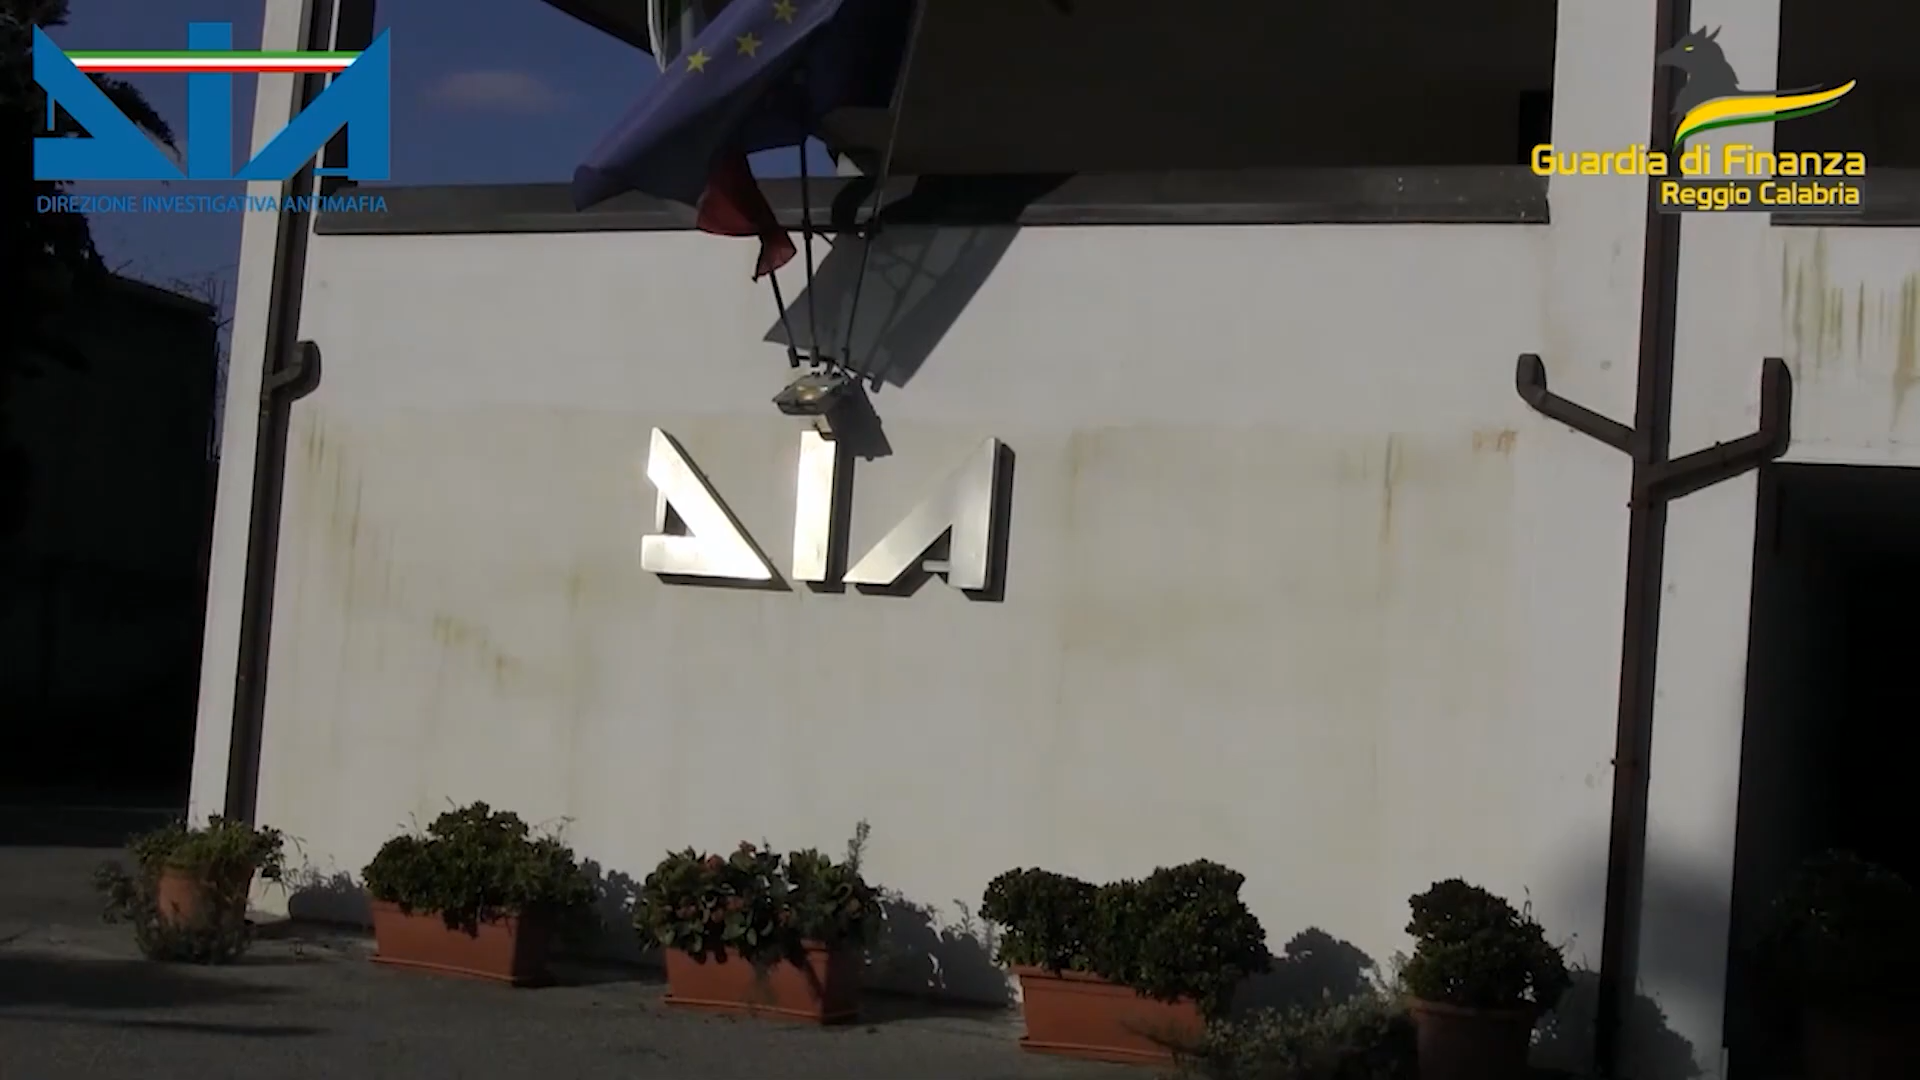 DIA
DIREZIONE INVESTIGATIVA ANTIMAFIA
Guardia di Finanza
Reggio Calabria
DIA